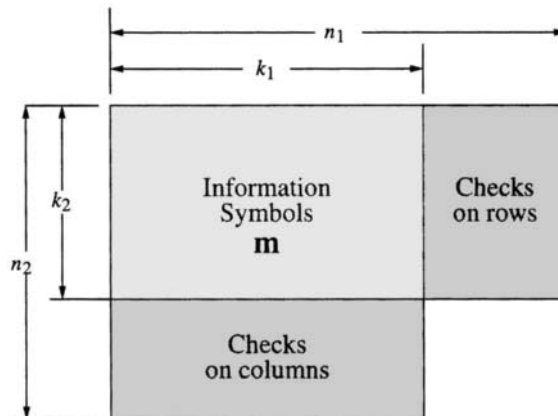 n1
k1
k2
n2
Information
Symbols
m
Checks
on rows
Checks
on columns